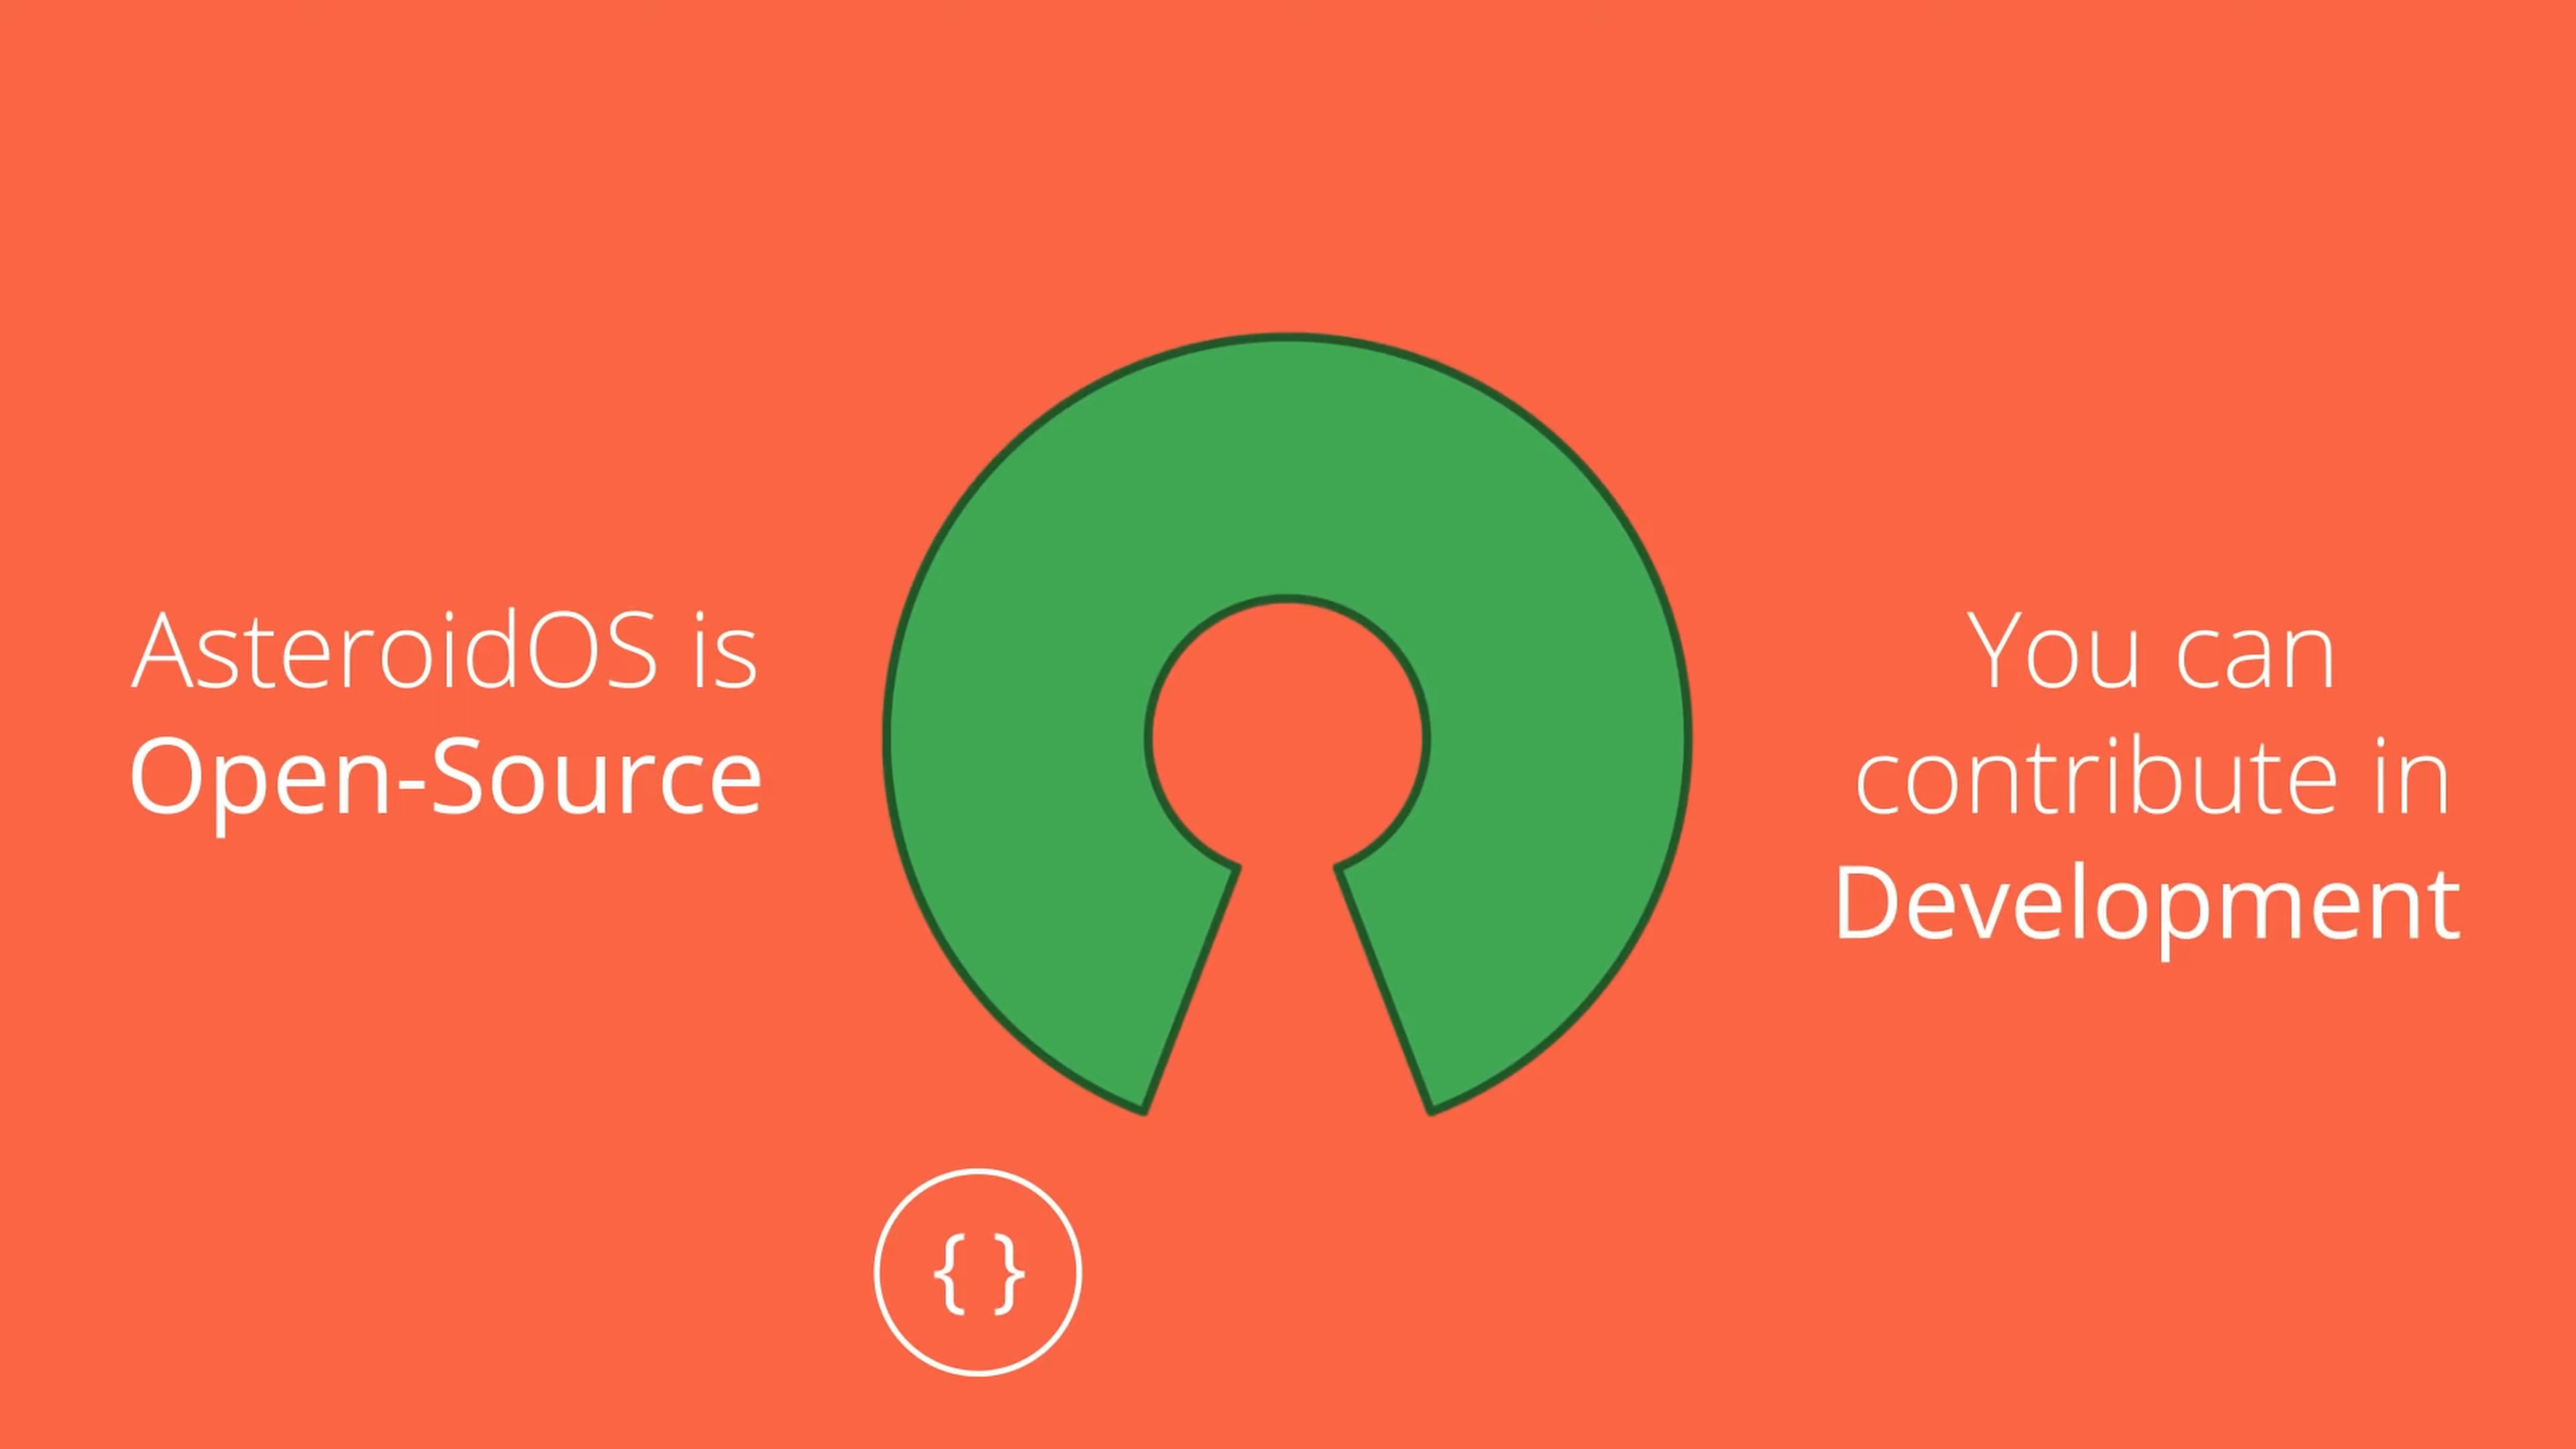 AsteroidOS is
Open-Source
You can
contribute in
Development
{ }